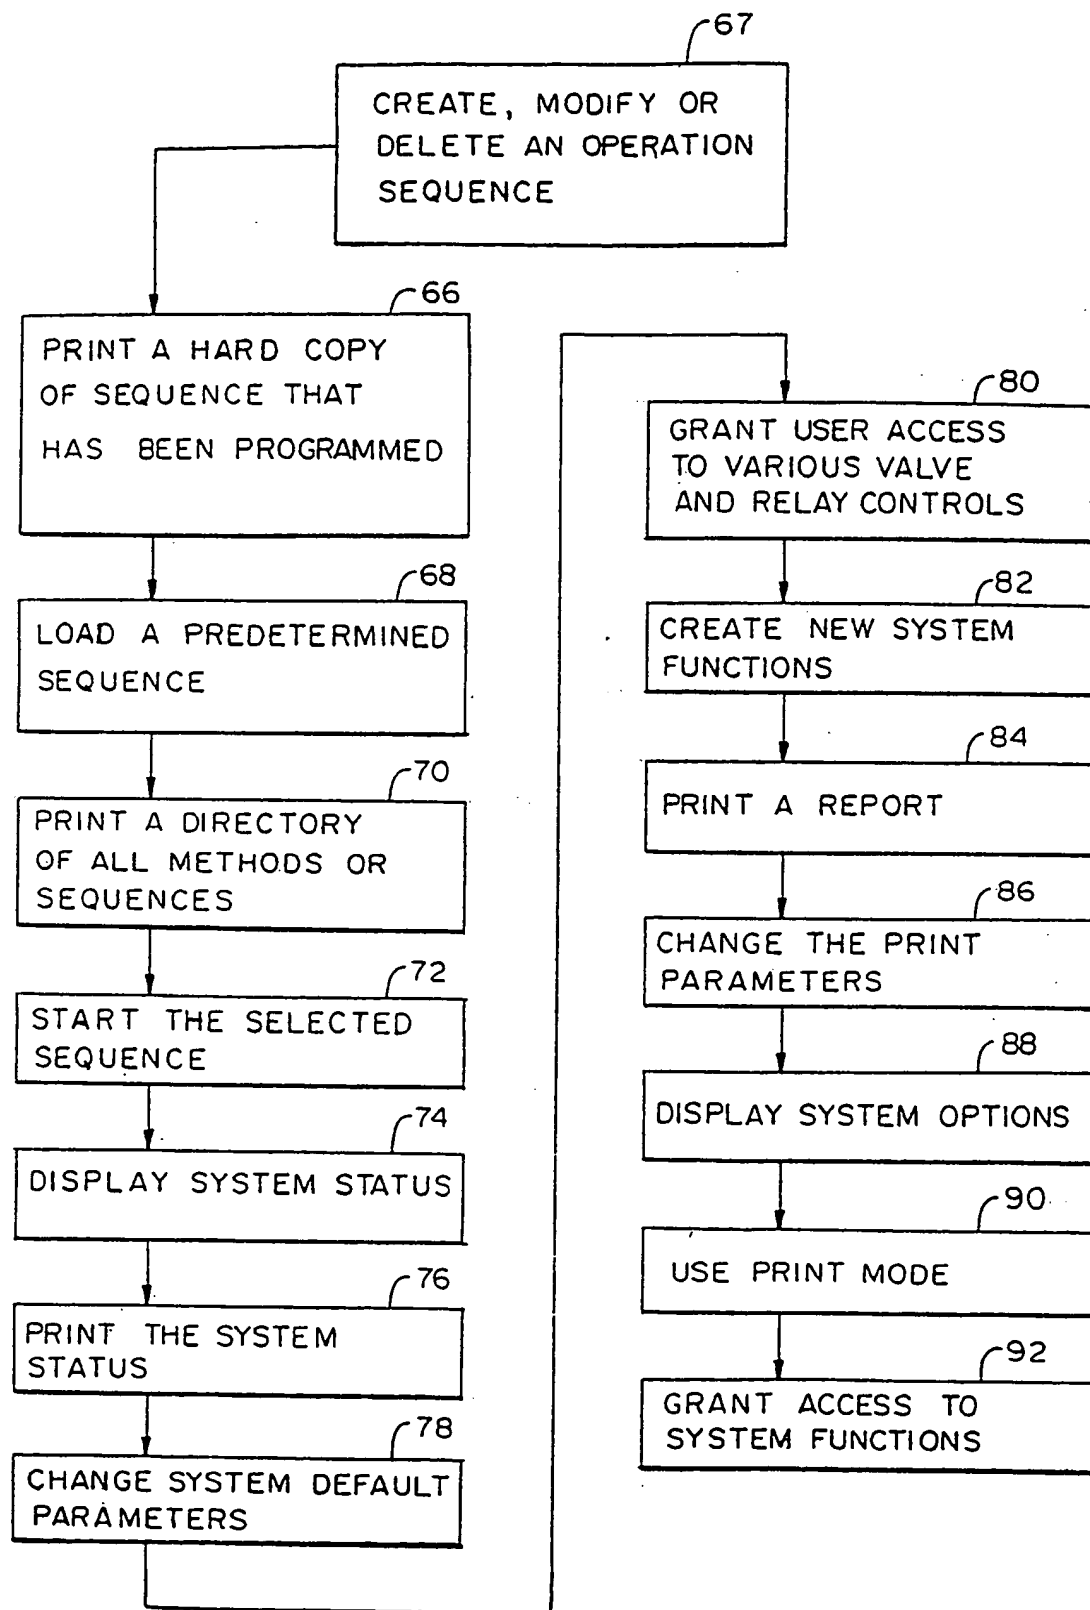 67
CREATE, MODIFY OR
DELETE AN OPERATION
SEQUENCE
66
PRINT A HARD COPY
OF SEQUENCE THAT
HAS BEEN PROGRAMMED
68
LOAD A PREDETERMINED
SEQUENCE
70
PRINT A DIRECTORY
OF ALL METHODS OR
SEQUENCES
72
START THE SELECTED
SEQUENCE
74
DISPLAY SYSTEM STATUS
76
PRINT THE SYSTEM
STATUS
78
CHANGE SYSTEM DEFAULT
PARAMETERS
80
GRANT USER ACCESS
TO VARIOUS VALVE
AND RELAY CONTROLS
82
CREATE NEW SYSTEM
FUNCTIONS
84
PRINT A REPORT
86
CHANGE THE PRINT
PARAMETERS
88
DISPLAY SYSTEM OPTIONS
90
USE PRINT MODE
92
GRANT ACCESS TO
SYSTEM FUNCTIONS